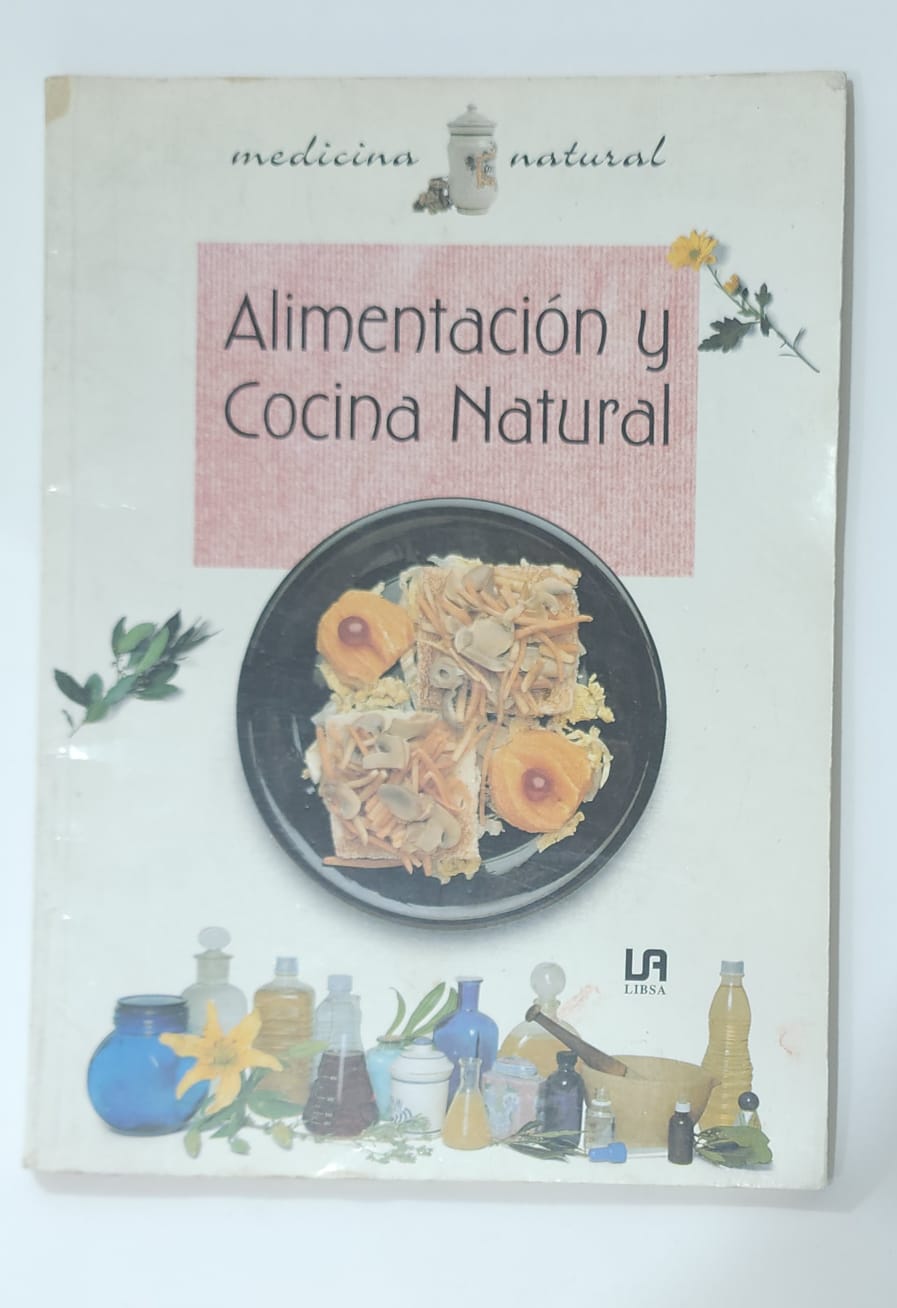 medicina natural
Alimentación y
Cocina Natural
LA
LIBSA